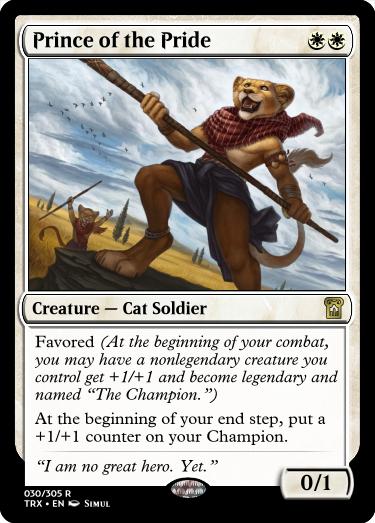 Prince of the Pride
Creature — Cat Soldier
Favored (At the beginning of your combat,
you may have a nonlegendary creature you
control get +1/+1 and become legendary and
named “The Champion.”)
At the beginning of your end step, put a
+1/+1 counter on your Champion.
“I am no great hero. Yet.”
0/1
030/305 R
TRX • EN Simul